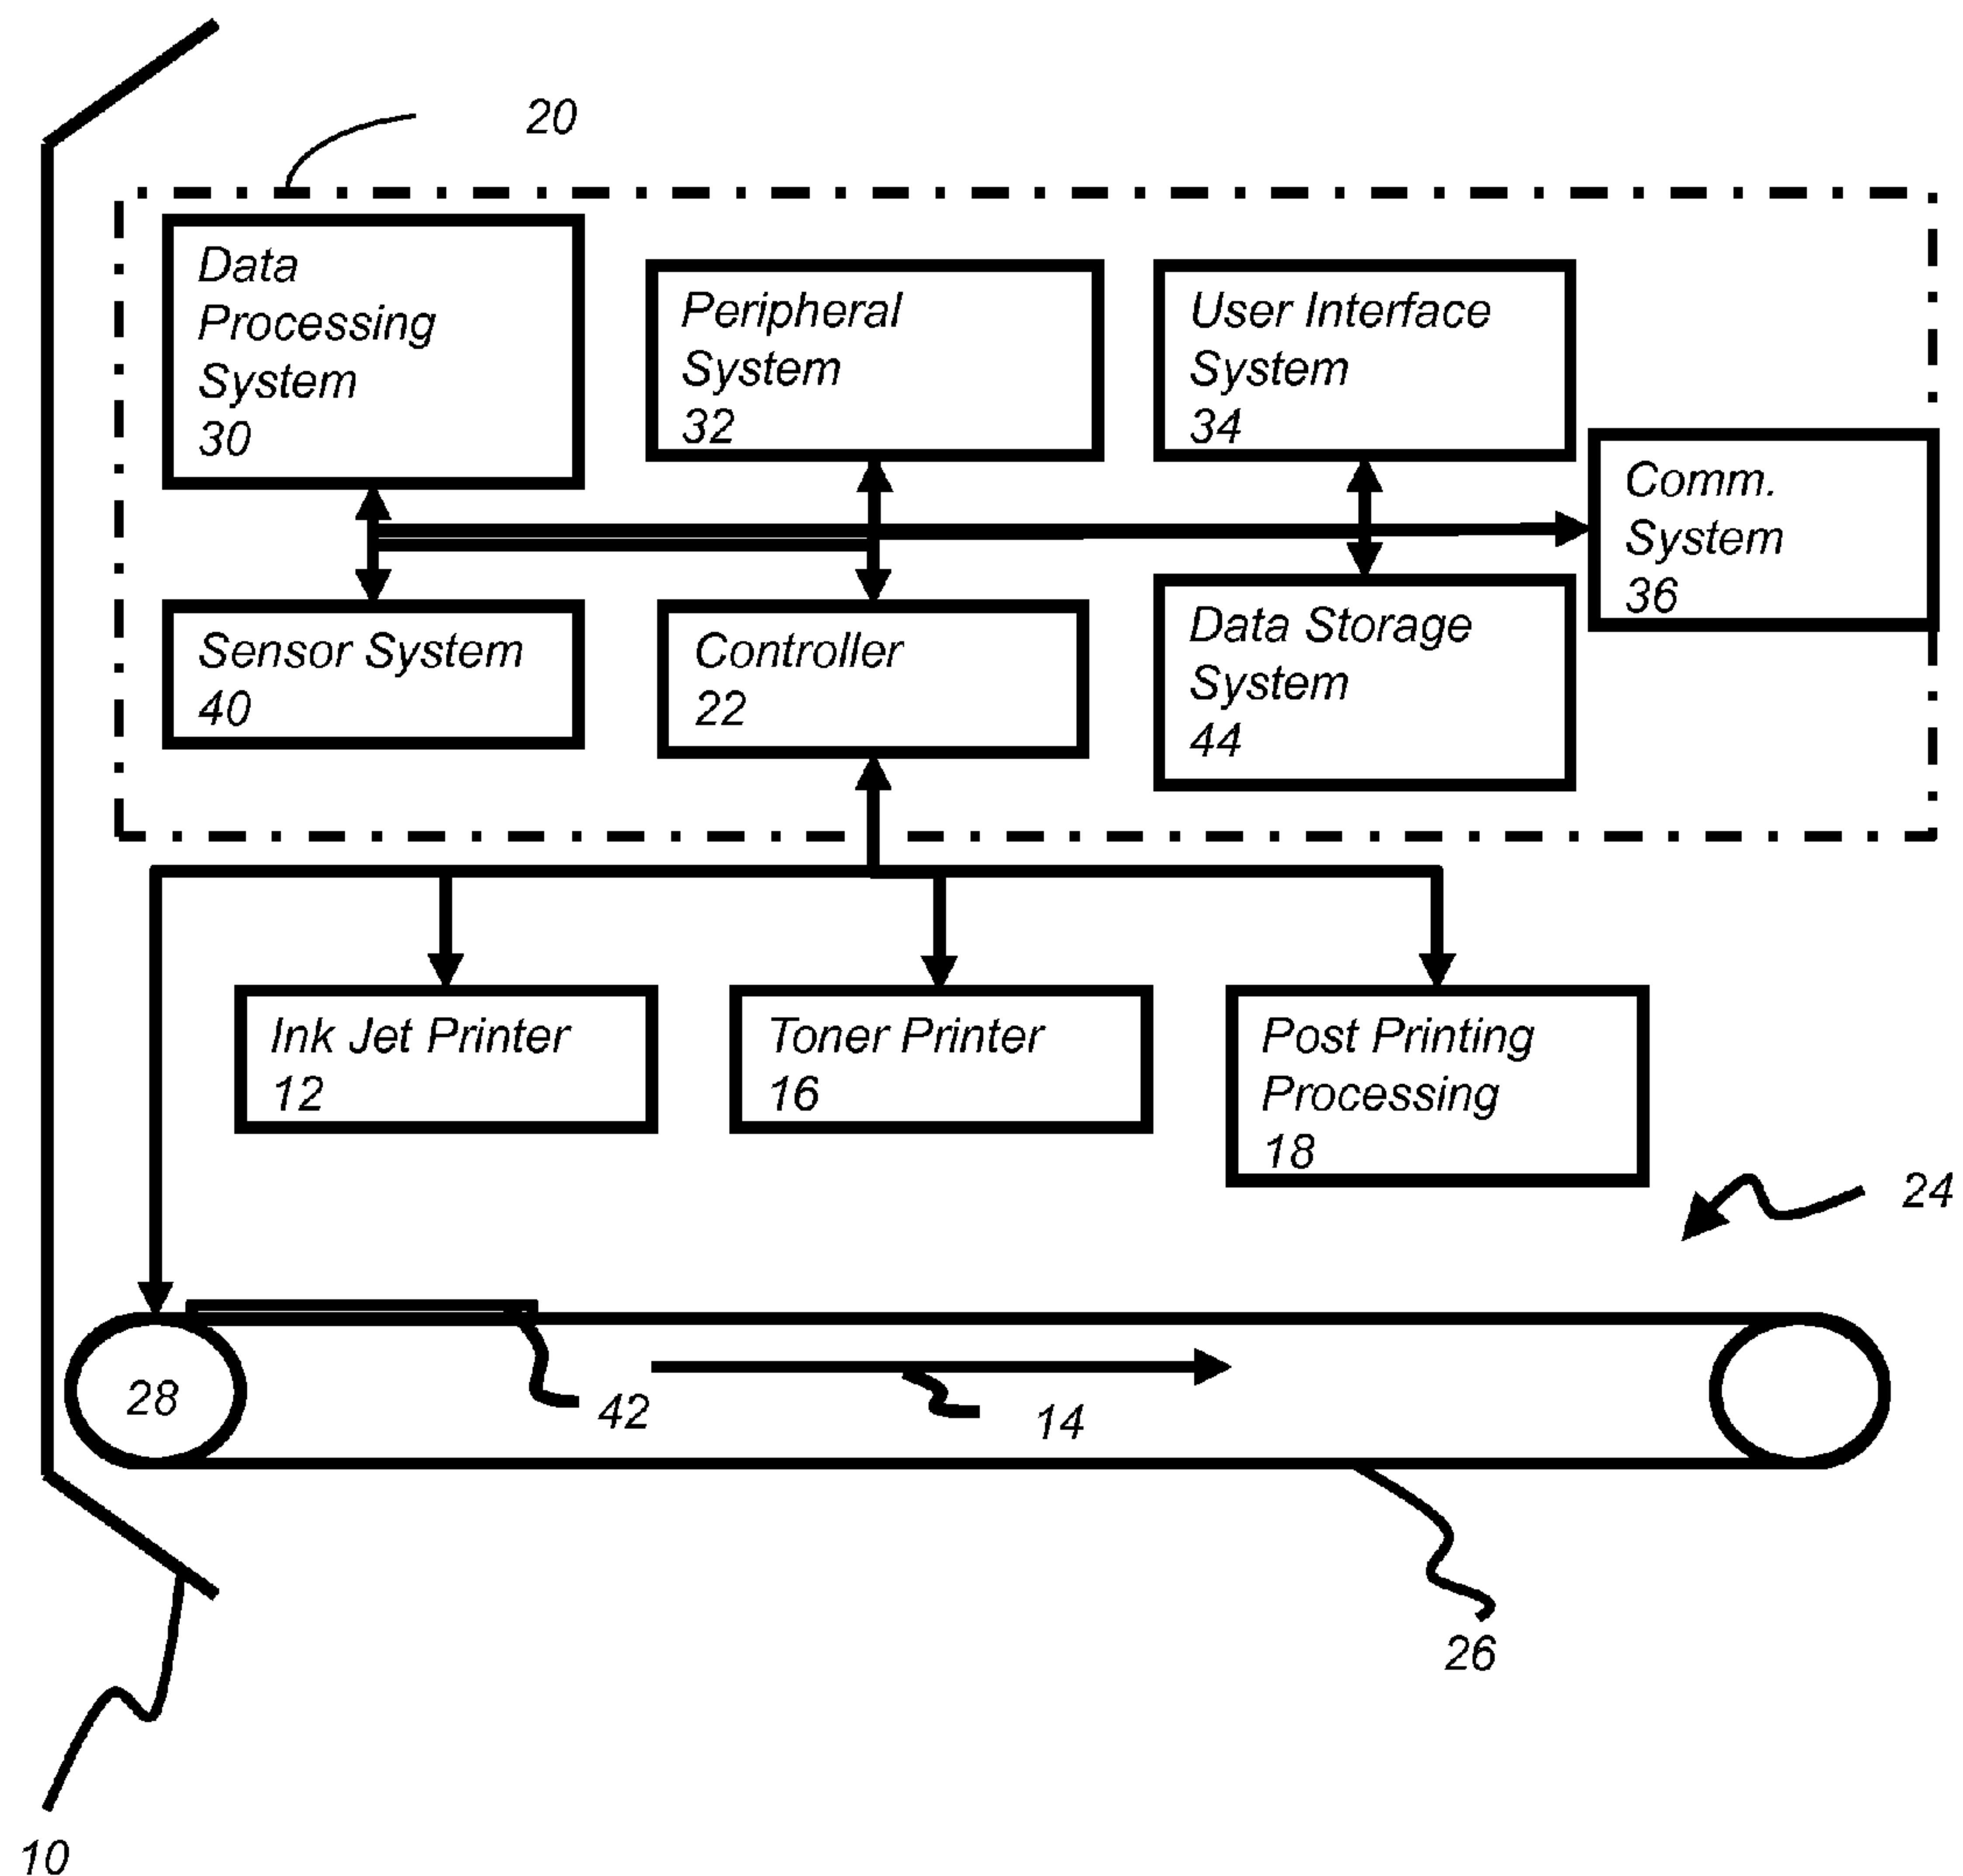 20
Data
Processing
System
30
Peripheral
System
32
User Interface
System
34
Comm.
System
36
Sensor System
40
Controller
22
Data Storage
System
44
Ink Jet Printer
12
Toner Printer
16
Post Printing
Processing
18
24
28
42
14
26
10